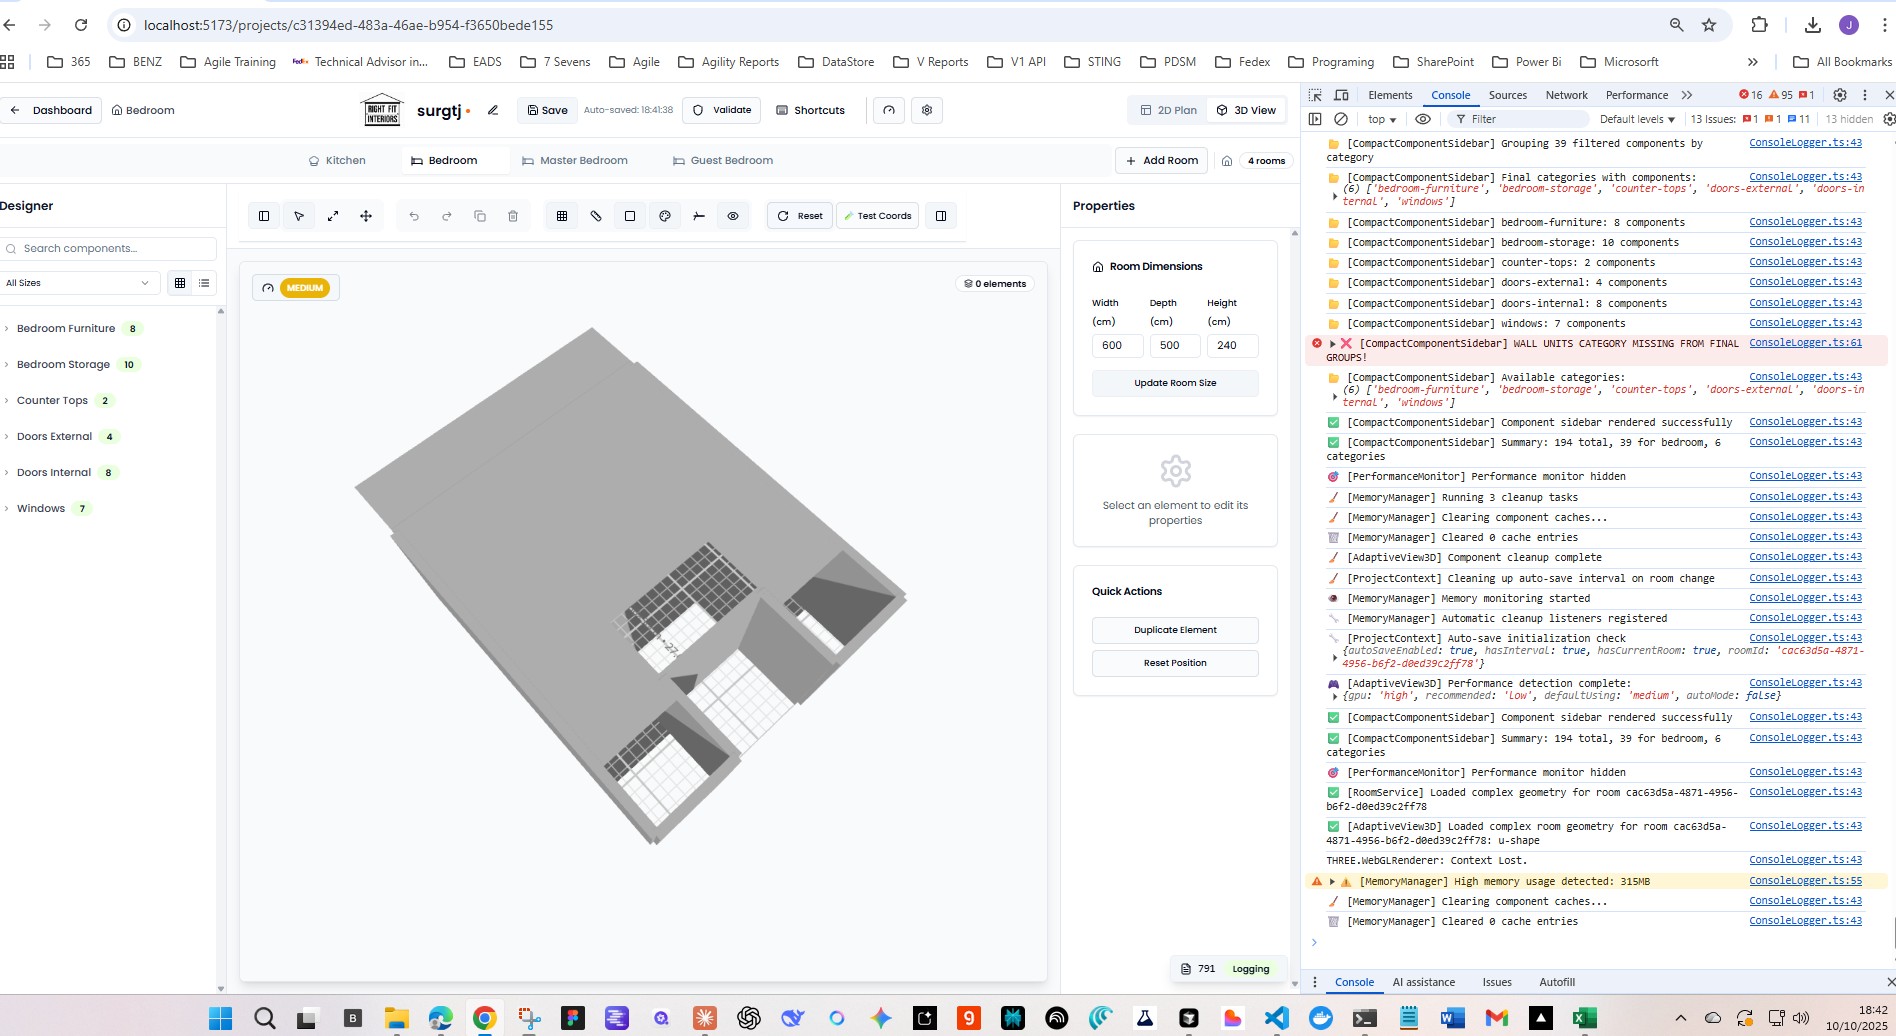 localhost:5173/projects/c31394ed-483a-46ae-b954-f3650bede155
J
365
BENZ
Agile Training
FedEx Technical Advisor in...
EADS
7 Sevens
Agile
Agility Reports
DataStore
V Reports
V1 API
STING
PDSM
Fedex
Programing
SharePoint
Power Bi
Microsorft
All Bookmarks
Dashboard
Bedroom
RIGHT FIT
INTERIORS
surgtj
Save
Auto-saved: 18:41:38
Validate
Shortcuts
2D Plan
3D View
Kitchen
Bedroom
Master Bedroom
Guest Bedroom
Add Room
4 rooms
Designer
Search components...
All Sizes
Bedroom Furniture 8
Bedroom Storage 10
Counter Tops 2
Doors External 4
Doors Internal 8
Windows 7
Reset
Test Coords
MEDIUM
0 elements
Properties
Room Dimensions
Width (cm)
Depth (cm)
Height (cm)
600
500
240
Update Room Size
Select an element to edit its
properties
Quick Actions
Duplicate Element
Reset Position
791 Logging
Elements
Console
Sources
Network
Performance
16
95
1
top
Filter
Default levels
13 Issues: 1 1 11
13 hidden
[CompactComponentSidebar] Grouping 39 filtered components by ConsoleLogger.ts:43
category
[CompactComponentSidebar] Final categories with components: ConsoleLogger.ts:43
(6) ['bedroom-furniture', 'bedroom-storage', 'counter-tops', 'doors-external', 'doors-in
ternal', 'windows']
[CompactComponentSidebar] bedroom-furniture: 8 components ConsoleLogger.ts:43
[CompactComponentSidebar] bedroom-storage: 10 components ConsoleLogger.ts:43
[CompactComponentSidebar] counter-tops: 2 components ConsoleLogger.ts:43
[CompactComponentSidebar] doors-external: 4 components ConsoleLogger.ts:43
[CompactComponentSidebar] doors-internal: 8 components ConsoleLogger.ts:43
[CompactComponentSidebar] windows: 7 components ConsoleLogger.ts:43
[CompactComponentSidebar] WALL UNITS CATEGORY MISSING FROM FINAL ConsoleLogger.ts:61
GROUPS!
[CompactComponentSidebar] Available categories: ConsoleLogger.ts:43
(6) ['bedroom-furniture', 'bedroom-storage', 'counter-tops', 'doors-external', 'doors-in
ternal', 'windows']
[CompactComponentSidebar] Component sidebar rendered successfully ConsoleLogger.ts:43
[CompactComponentSidebar] Summary: 194 total, 39 for bedroom, 6 ConsoleLogger.ts:43
categories
[PerformanceMonitor] Performance monitor hidden ConsoleLogger.ts:43
[MemoryManager] Running 3 cleanup tasks ConsoleLogger.ts:43
[MemoryManager] Clearing component caches... ConsoleLogger.ts:43
[MemoryManager] Cleared 0 cache entries ConsoleLogger.ts:43
[AdaptiveView3D] Component cleanup complete ConsoleLogger.ts:43
[ProjectContext] Cleaning up auto-save interval on room change ConsoleLogger.ts:43
[MemoryManager] Memory monitoring started ConsoleLogger.ts:43
[MemoryManager] Automatic cleanup listeners registered ConsoleLogger.ts:43
[ProjectContext] Auto-save initialization check ConsoleLogger.ts:43
{autoSaveEnabled: true, hasInterval: true, hasCurrentRoom: true, roomId: 'cac63d5a-4871-
4956-b6f2-d0ed39c2ff78'}
[AdaptiveView3D] Performance detection complete: ConsoleLogger.ts:43
{gpu: 'high', recommended: 'Low', defaultUsing: 'medium', autoMode: false}
[CompactComponentSidebar] Component sidebar rendered successfully ConsoleLogger.ts:43
[CompactComponentSidebar] Summary: 194 total, 39 for bedroom, 6 ConsoleLogger.ts:43
categories
[PerformanceMonitor] Performance monitor hidden ConsoleLogger.ts:43
[RoomService] Loaded complex geometry for room cac63d5a-4871-4956- ConsoleLogger.ts:43
b6f2-d0ed39c2ff78
[AdaptiveView3D] Loaded complex room geometry for room cac63d5a- ConsoleLogger.ts:43
4871-4956-b6f2-d0ed39c2ff78: u-shape
THREE.WebGLRenderer: Context Lost. ConsoleLogger.ts:43
[MemoryManager] High memory usage detected: 315MB ConsoleLogger.ts:55
[MemoryManager] Clearing component caches... ConsoleLogger.ts:43
[MemoryManager] Cleared 0 cache entries ConsoleLogger.ts:43
Console
AI assistance
Issues
Autofill
18:42
10/10/2025